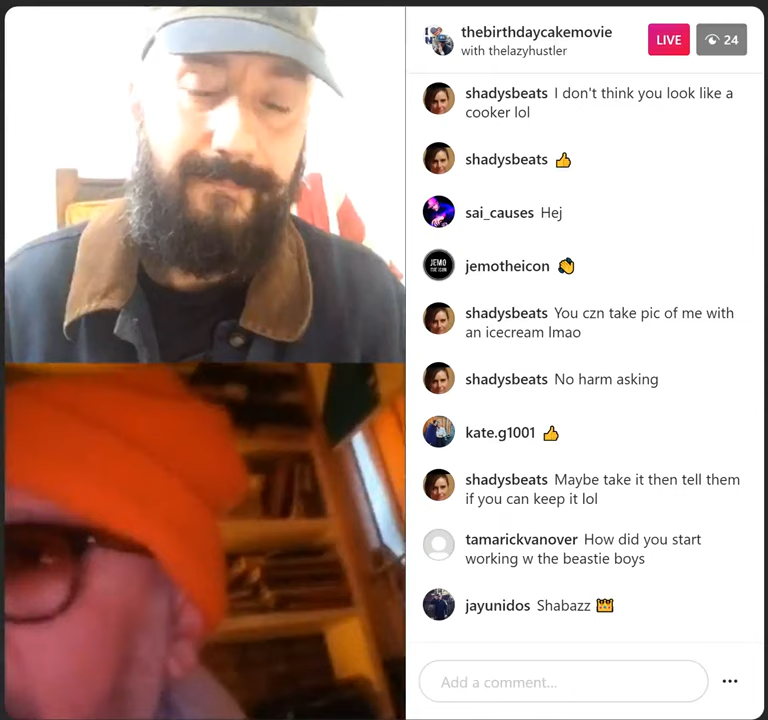 thebirthdaycakemovie
with thelazyhustler
LIVE
24
shadysbeats I don't think you look like a
cooker lol
shadysbeats 👍
sai_causes Hej
JEMO
THE ICON
jemotheicon 👏
shadysbeats You czn take pic of me with
an icecream lmao
shadysbeats No harm asking
kate.g1001 👍
shadysbeats Maybe take it then tell them
if you can keep it lol
tamarickvanover How did you start
working w the beastie boys
jayunidos Shabazz 👑
Add a comment...